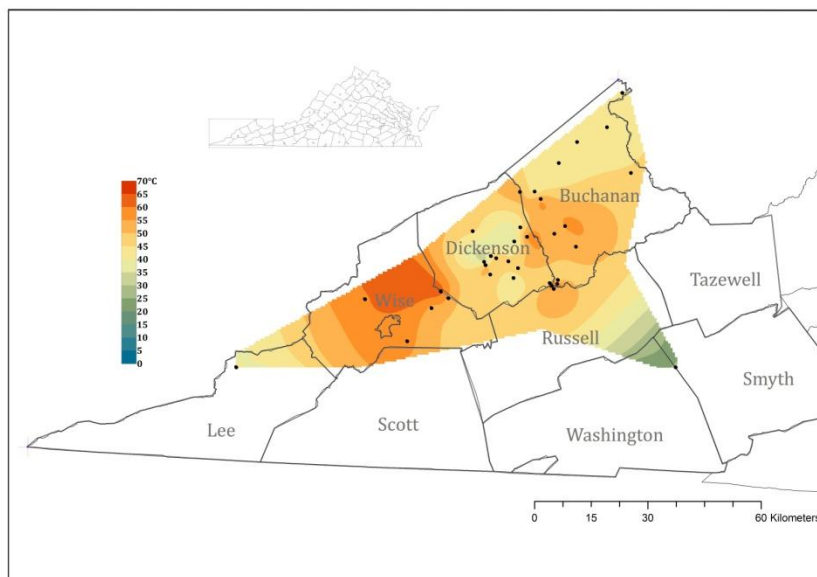 70°C
65
60
55
50
45
40
35
30
25
20
15
10
5
0
Buchanan
Dickenson
Wise
Tazewell
Russell
Smyth
Lee
Scott
Washington
0 15 30 60 Kilometers